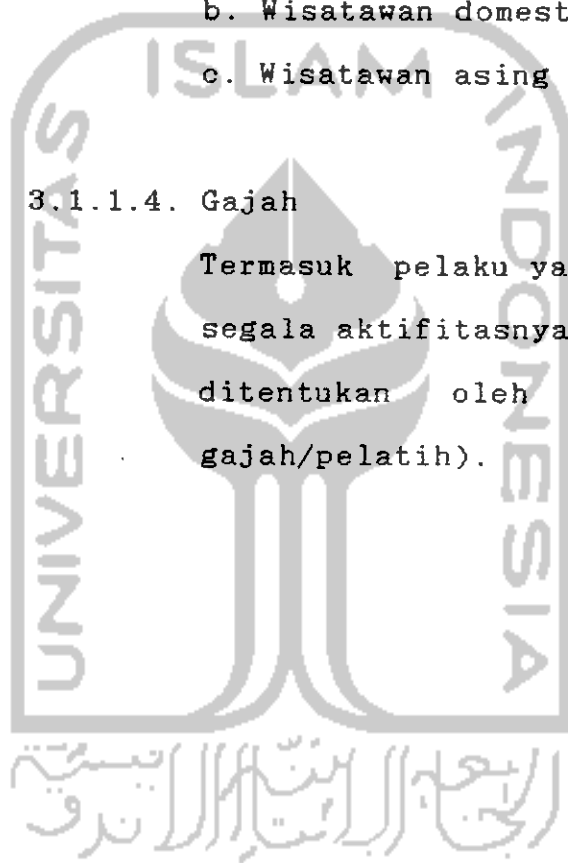 b. Wisatawan domest
c. Wisatawan asing
3.1.1.4. Gajah
Termasuk pelaku ya
segala aktifitasnya
ditentukan oleh
gajah/pelatih).
UNIVERSITAS
ISLAM
INDONESIA